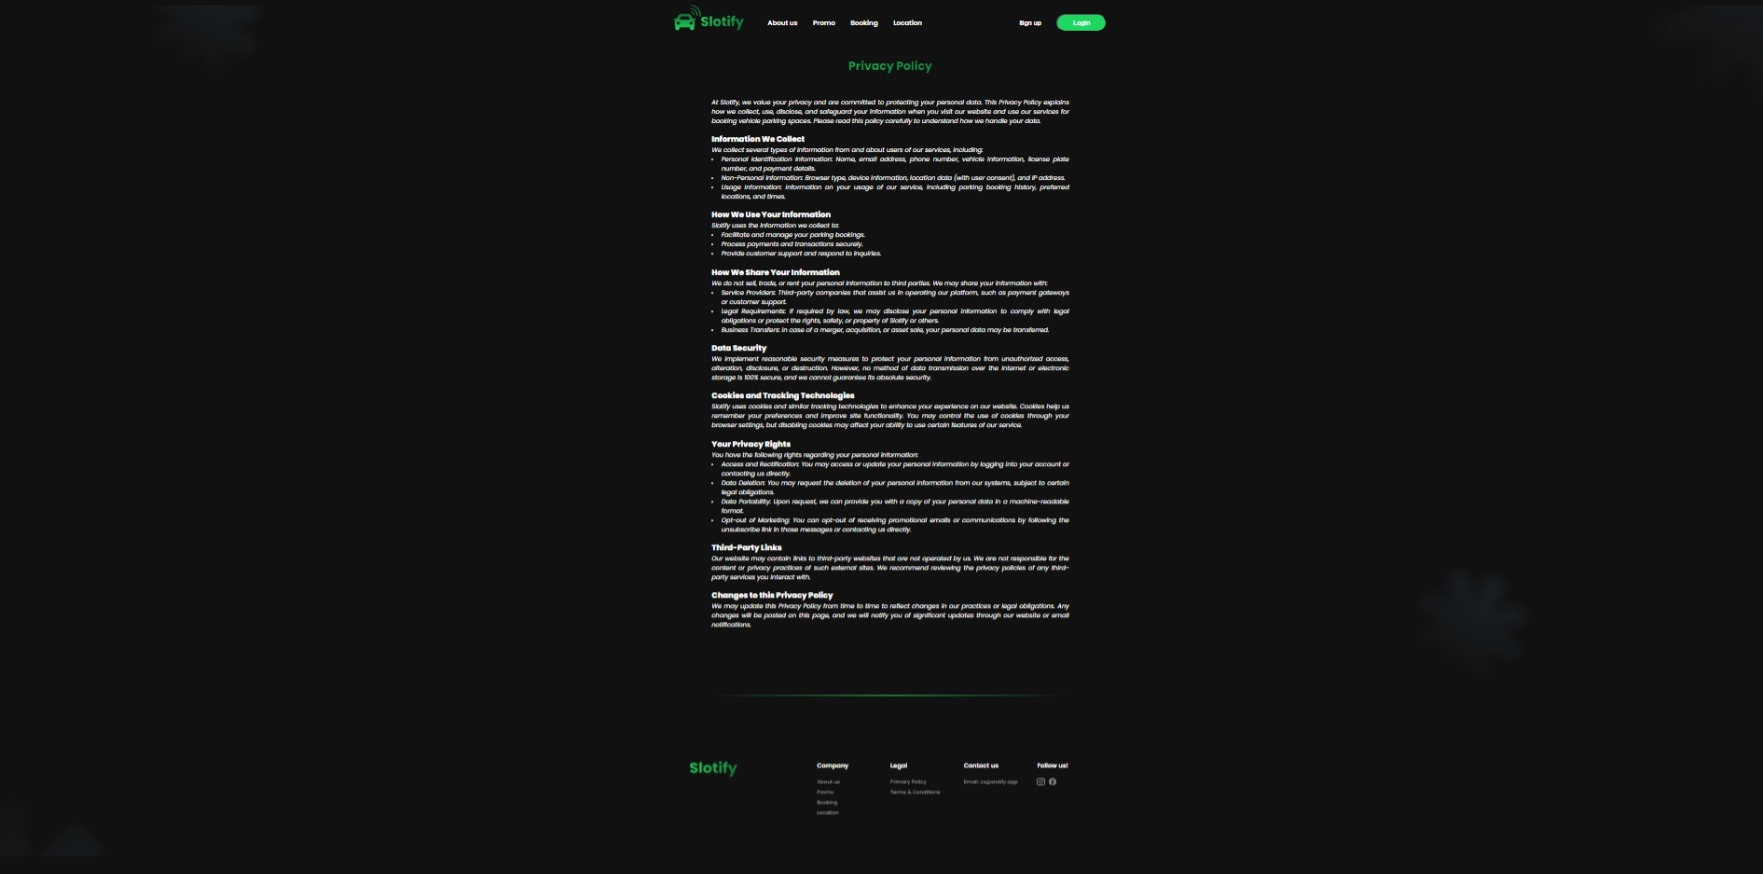 Slotify
About us Promo Booking Location Sign up Login
Privacy Policy
At Slotify, we value your privacy and are committed to protecting your personal data. This Privacy Policy explains
how we collect, use, disclose, and safeguard your information when you visit our website and use our services for
booking vehicle parking spaces. Please read this policy carefully to understand how we handle your data.
Information We Collect
We collect several types of information from and about users of our services, including:
• Personal Identification Information: Name, email address, phone number, vehicle information, license plate
number, and payment details.
• Non-Personal Information: Browser type, device information, location data (with user consent), and IP address.
• Usage Information: Information on your usage of our service, including parking booking history, preferred
locations, and times.
How We Use Your Information
Slotify uses the information we collect to:
• Facilitate and manage your parking bookings.
• Process payments and transactions securely.
• Provide customer support and respond to inquiries.
How We Share Your Information
We do not sell, trade, or rent your personal information to third parties. We may share your information with:
• Service Providers: Third-party companies that assist us in operating our platform, such as payment gateways
or customer support.
• Legal Requirements: If required by law, we may disclose your personal information to comply with legal
obligations or protect the rights, safety, or property of Slotify or others.
• Business Transfers: In case of a merger, acquisition, or asset sale, your personal data may be transferred.
Data Security
We implement reasonable security measures to protect your personal information from unauthorized access,
alteration, disclosure, or destruction. However, no method of data transmission over the internet or electronic
storage is 100% secure, and we cannot guarantee its absolute security.
Cookies and Tracking Technologies
Slotify uses cookies and similar tracking technologies to enhance your experience on our website. Cookies help us
remember your preferences and improve site functionality. You may control the use of cookies through your
browser settings, but disabling cookies may affect your ability to use certain features of our service.
Your Privacy Rights
You have the following rights regarding your personal information:
• Access and Rectification: You may access or update your personal information by logging into your account or
contacting us directly.
• Data Deletion: You may request the deletion of your personal information from our systems, subject to certain
legal obligations.
• Data Portability: Upon request, we can provide you with a copy of your personal data in a machine-readable
format.
• Opt-out of Marketing: You can opt-out of receiving promotional emails or communications by following the
unsubscribe link in those messages or contacting us directly.
Third-Party Links
Our website may contain links to third-party websites that are not operated by us. We are not responsible for the
content or privacy practices of such external sites. We recommend reviewing the privacy policies of any third-
party services you interact with.
Changes to this Privacy Policy
We may update this Privacy Policy from time to time to reflect changes in our practices or legal obligations. Any
changes will be posted on this page, and we will notify you of significant updates through our website or email
notifications.
Slotify
Company
About us
Promo
Booking
Location
Legal
Primary Policy
Terms & Conditions
Contact us
Email:
Follow us!